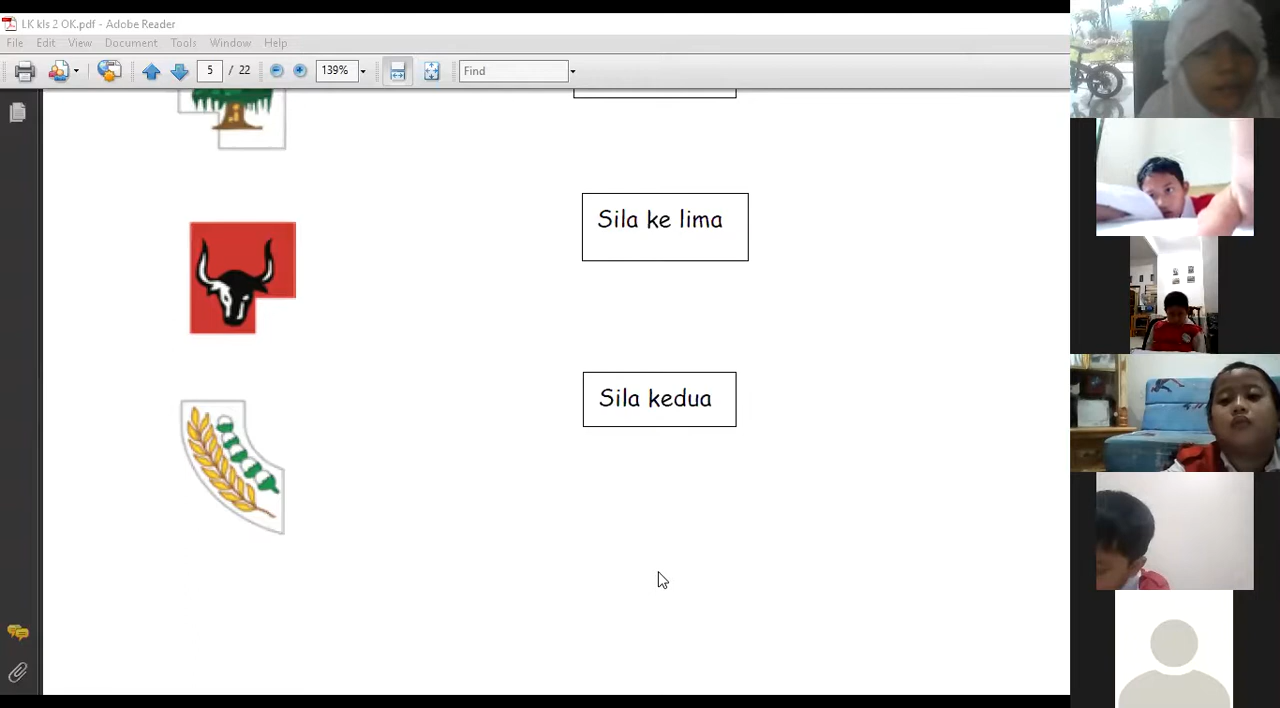 LK kls 2 OK.pdf - Adobe Reader
File Edit View Document Tools Window Help
5 / 22 139% Find
Sila ke lima
Sila kedua